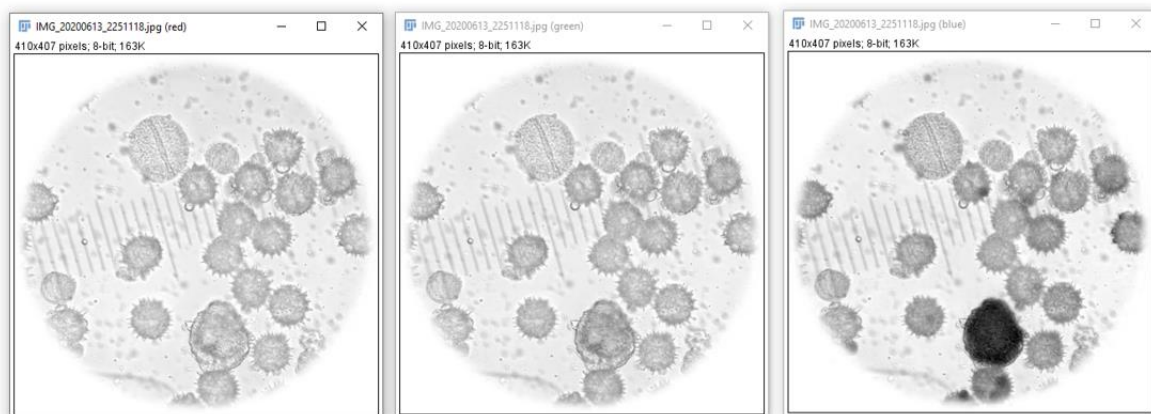 IMG_20200613_2251118.jpg (red)
410x407 pixels; 8-bit; 163K
IMG_20200613_2251118.jpg (green)
410x407 pixels; 8-bit; 163K
IMG_20200613_2251118.jpg (blue)
410x407 pixels; 8-bit; 163K